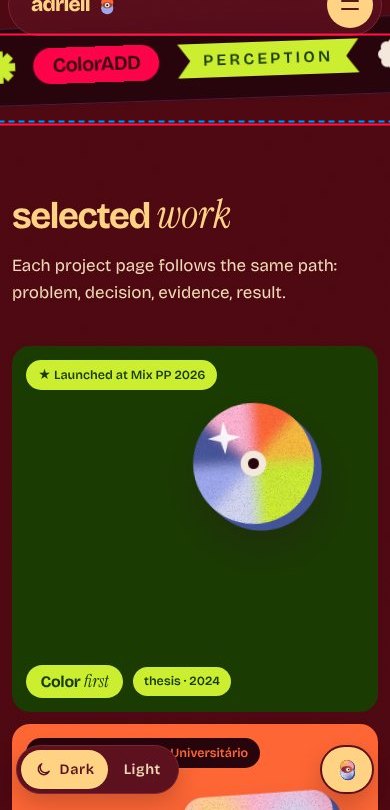 adriell
ColorADD
PERCEPTION
selected work
Each project page follows the same path:
problem, decision, evidence, result.
★ Launched at Mix PP 2026
Color first
thesis · 2024
Universitário
Dark
Light